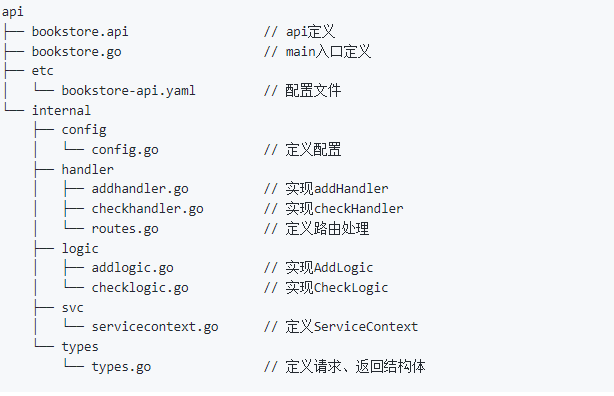 api
├── bookstore.api                  // api定义
├── bookstore.go                   // main入口定义
├── etc
│   └── bookstore-api.yaml         // 配置文件
└── internal
    ├── config
    │   └── config.go              // 定义配置
    ├── handler
    │   ├── addhandler.go          // 实现addHandler
    │   ├── checkhandler.go        // 实现checkHandler
    │   └── routes.go              // 定义路由处理
    ├── logic
    │   ├── addlogic.go            // 实现AddLogic
    │   └── checklogic.go          // 实现CheckLogic
    ├── svc
    │   └── servicecontext.go      // 定义ServiceContext
    └── types
        └── types.go               // 定义请求、返回结构体